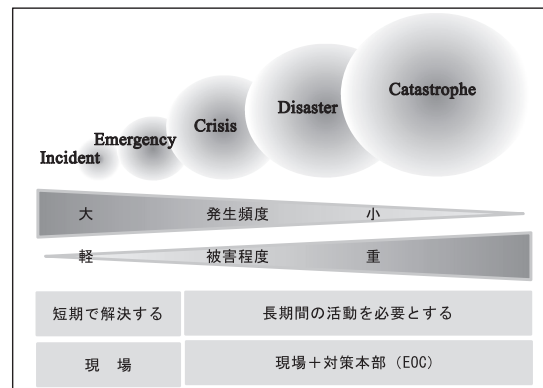 Catastrophe
Disaster
Crisis
Emergency
Incident
大 発生頻度 小
軽 被害程度 重
短期で解決する 長期間の活動を必要とする
現 場 現場＋対策本部（EOC）